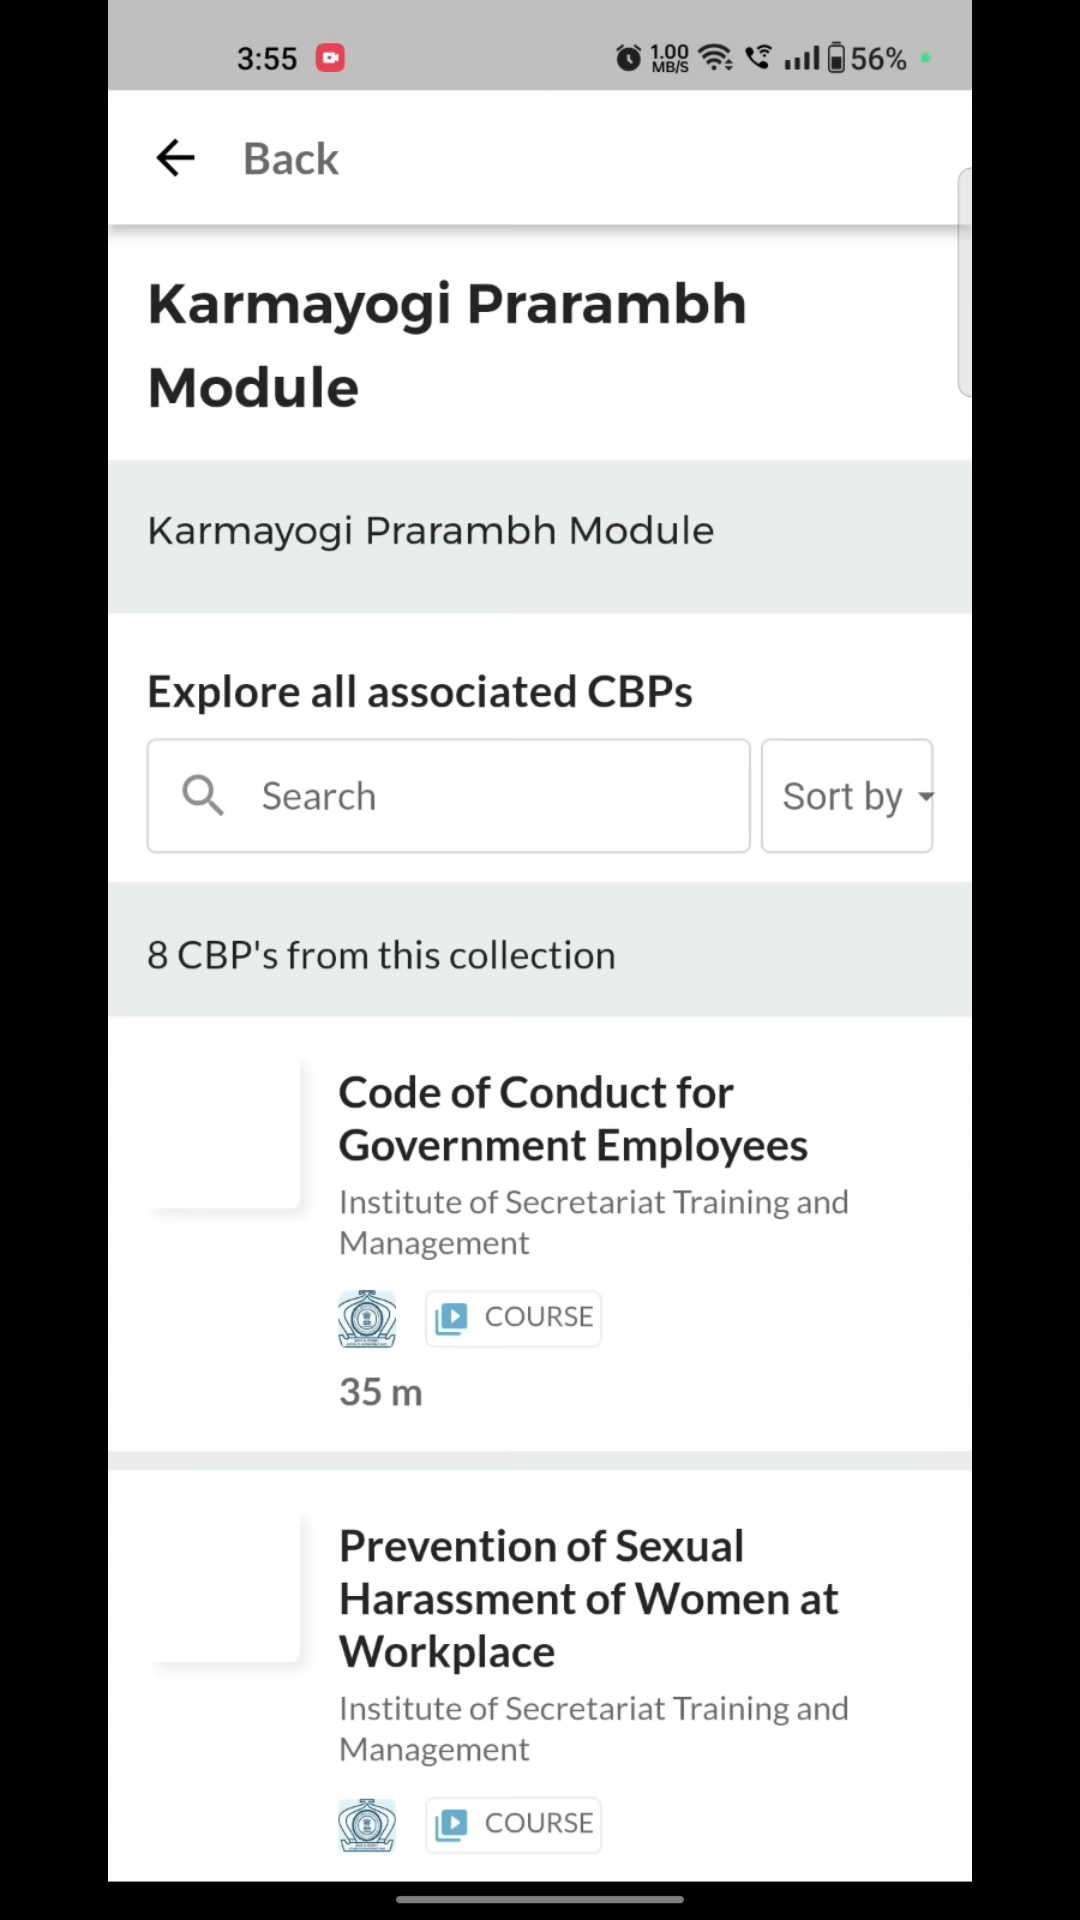 3:55
1.00
MB/S
56%
Back
Karmayogi Prarambh
Module
Karmayogi Prarambh Module
Explore all associated CBPs
Search
Sort by
8 CBP's from this collection
Code of Conduct for
Government Employees
Institute of Secretariat Training and
Management
COURSE
35 m
Prevention of Sexual
Harassment of Women at
Workplace
Institute of Secretariat Training and
Management
COURSE